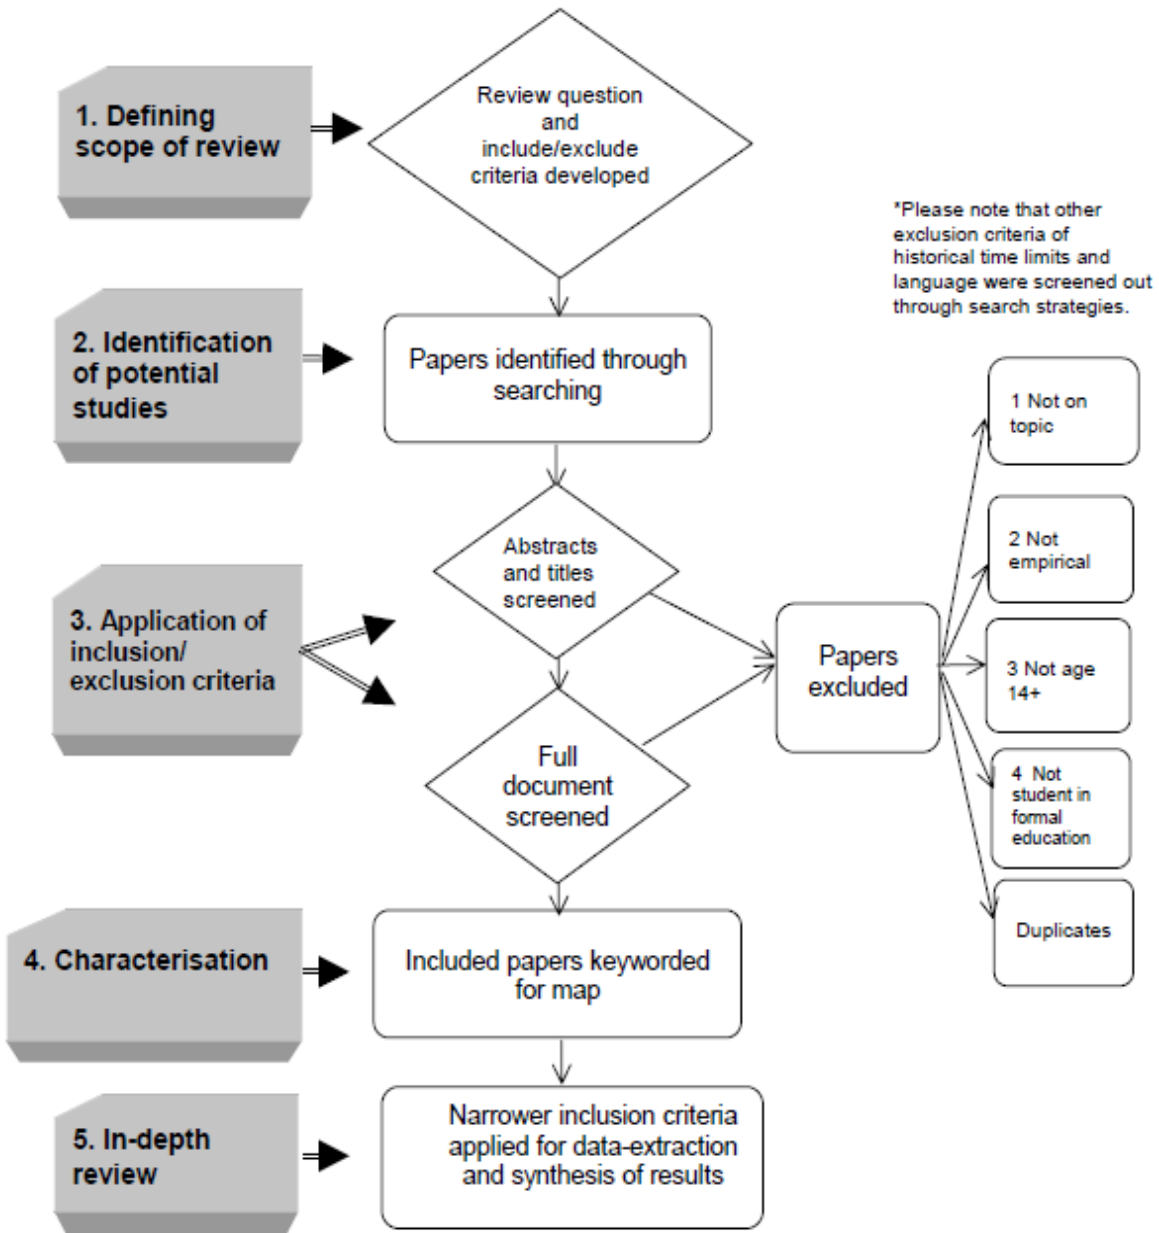 1. Defining
scope of review
Review question
and
include/exclude
criteria developed
*Please note that other
exclusion criteria of
historical time limits and
language were screened out
through search strategies.
2. Identification
of potential
studies
Papers identified through
searching
1 Not on
topic
2 Not
empirical
Abstracts
and titles
screened
3. Application of
inclusion/
exclusion criteria
Papers
excluded
3 Not age
14+
Full
document
screened
4 Not
student in
formal
education
Duplicates
4. Characterisation
Included papers keyworded
for map
5. In-depth
review
Narrower inclusion criteria
applied for data-extraction
and synthesis of results